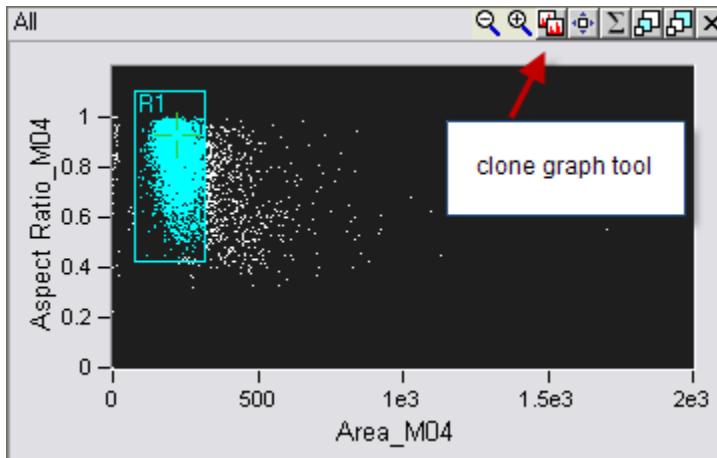 All
R1
clone graph tool
Aspect Ratio_M04
1
0.8
0.6
0.4
0.2
0
0 500 1e3 1.5e3 2e3
Area_M04